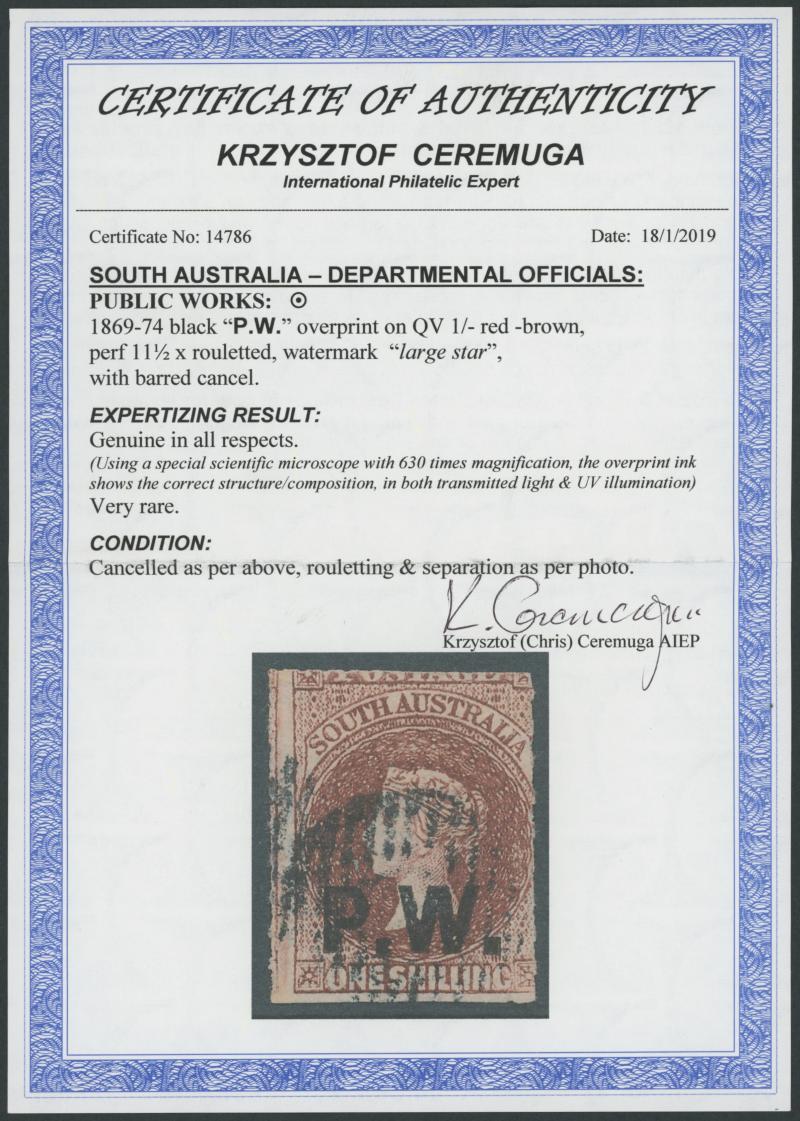 CERTIFICATE OF AUTHENTICITY
KRZYSZTOF CEREMUGA
International Philatelic Expert
Certificate No: 14786
Date: 18/1/2019
SOUTH AUSTRALIA – DEPARTMENTAL OFFICIALS:
PUBLIC WORKS: ⊙
1869-74 black “P.W.” overprint on QV 1/- red -brown,
perf 11½ x rouletted, watermark “large star”,
with barred cancel.
EXPERTIZING RESULT:
Genuine in all respects.
(Using a special scientific microscope with 630 times magnification, the overprint ink
shows the correct structure/composition, in both transmitted light & UV illumination)
Very rare.
CONDITION:
Cancelled as per above, rouletting & separation as per photo.
K. Ceremuga
Krzysztof (Chris) Ceremuga AIEP
SOUTH AUSTRALIA
P.W.
ONE SHILLING